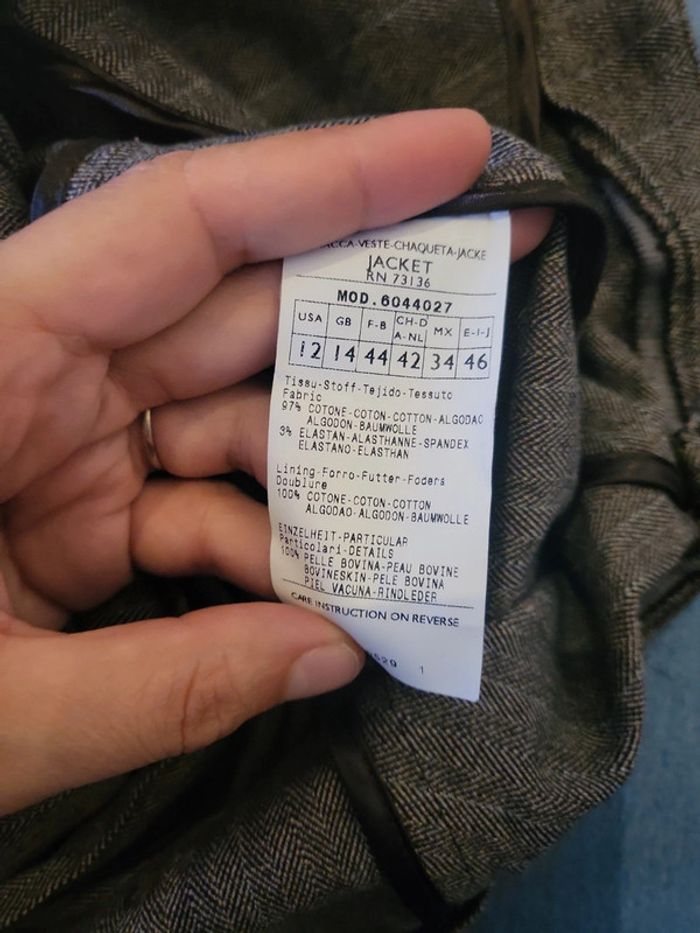 VESTE-CHAQUETA-JACKE
JACKET
RN 73136
MOD.6044027
USA GB F-B CH-D A-NL MX E-I-J
12 14 44 42 34 46
Tissu-Stoff-Tejido-Tessuto
Fabric
97% COTONE-COTON-COTTON-ALGODAO
ALGODON-BAUMWOLLE
3% ELASTAN-ALASTHANNE-SPANDEX
ELASTANO-ELASTHAN
Lining-Forro-Futter-Fodera
Doublure
100% COTONE-COTON-COTTON
ALGODAO-ALGODON-BAUMWOLLE
EINZELHEIT-PARTICULAR
Particolari-DETAILS
100% PELLE BOVINA-PEAU BOVINE
BOVINESKIN-PELE BOVINA
PIEL VACUNA-RINDLEDER
CARE INSTRUCTION ON REVERSE
1